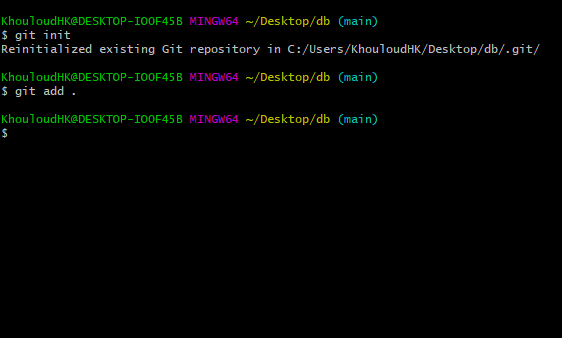 KhouloudHK@DESKTOP-IOOF45B MINGW64 ~/Desktop/db (main)
$ git init
Reinitialized existing Git repository in C:/Users/KhouloudHK/Desktop/db/.git/
KhouloudHK@DESKTOP-IOOF45B MINGW64 ~/Desktop/db (main)
$ git add .
KhouloudHK@DESKTOP-IOOF45B MINGW64 ~/Desktop/db (main)
$